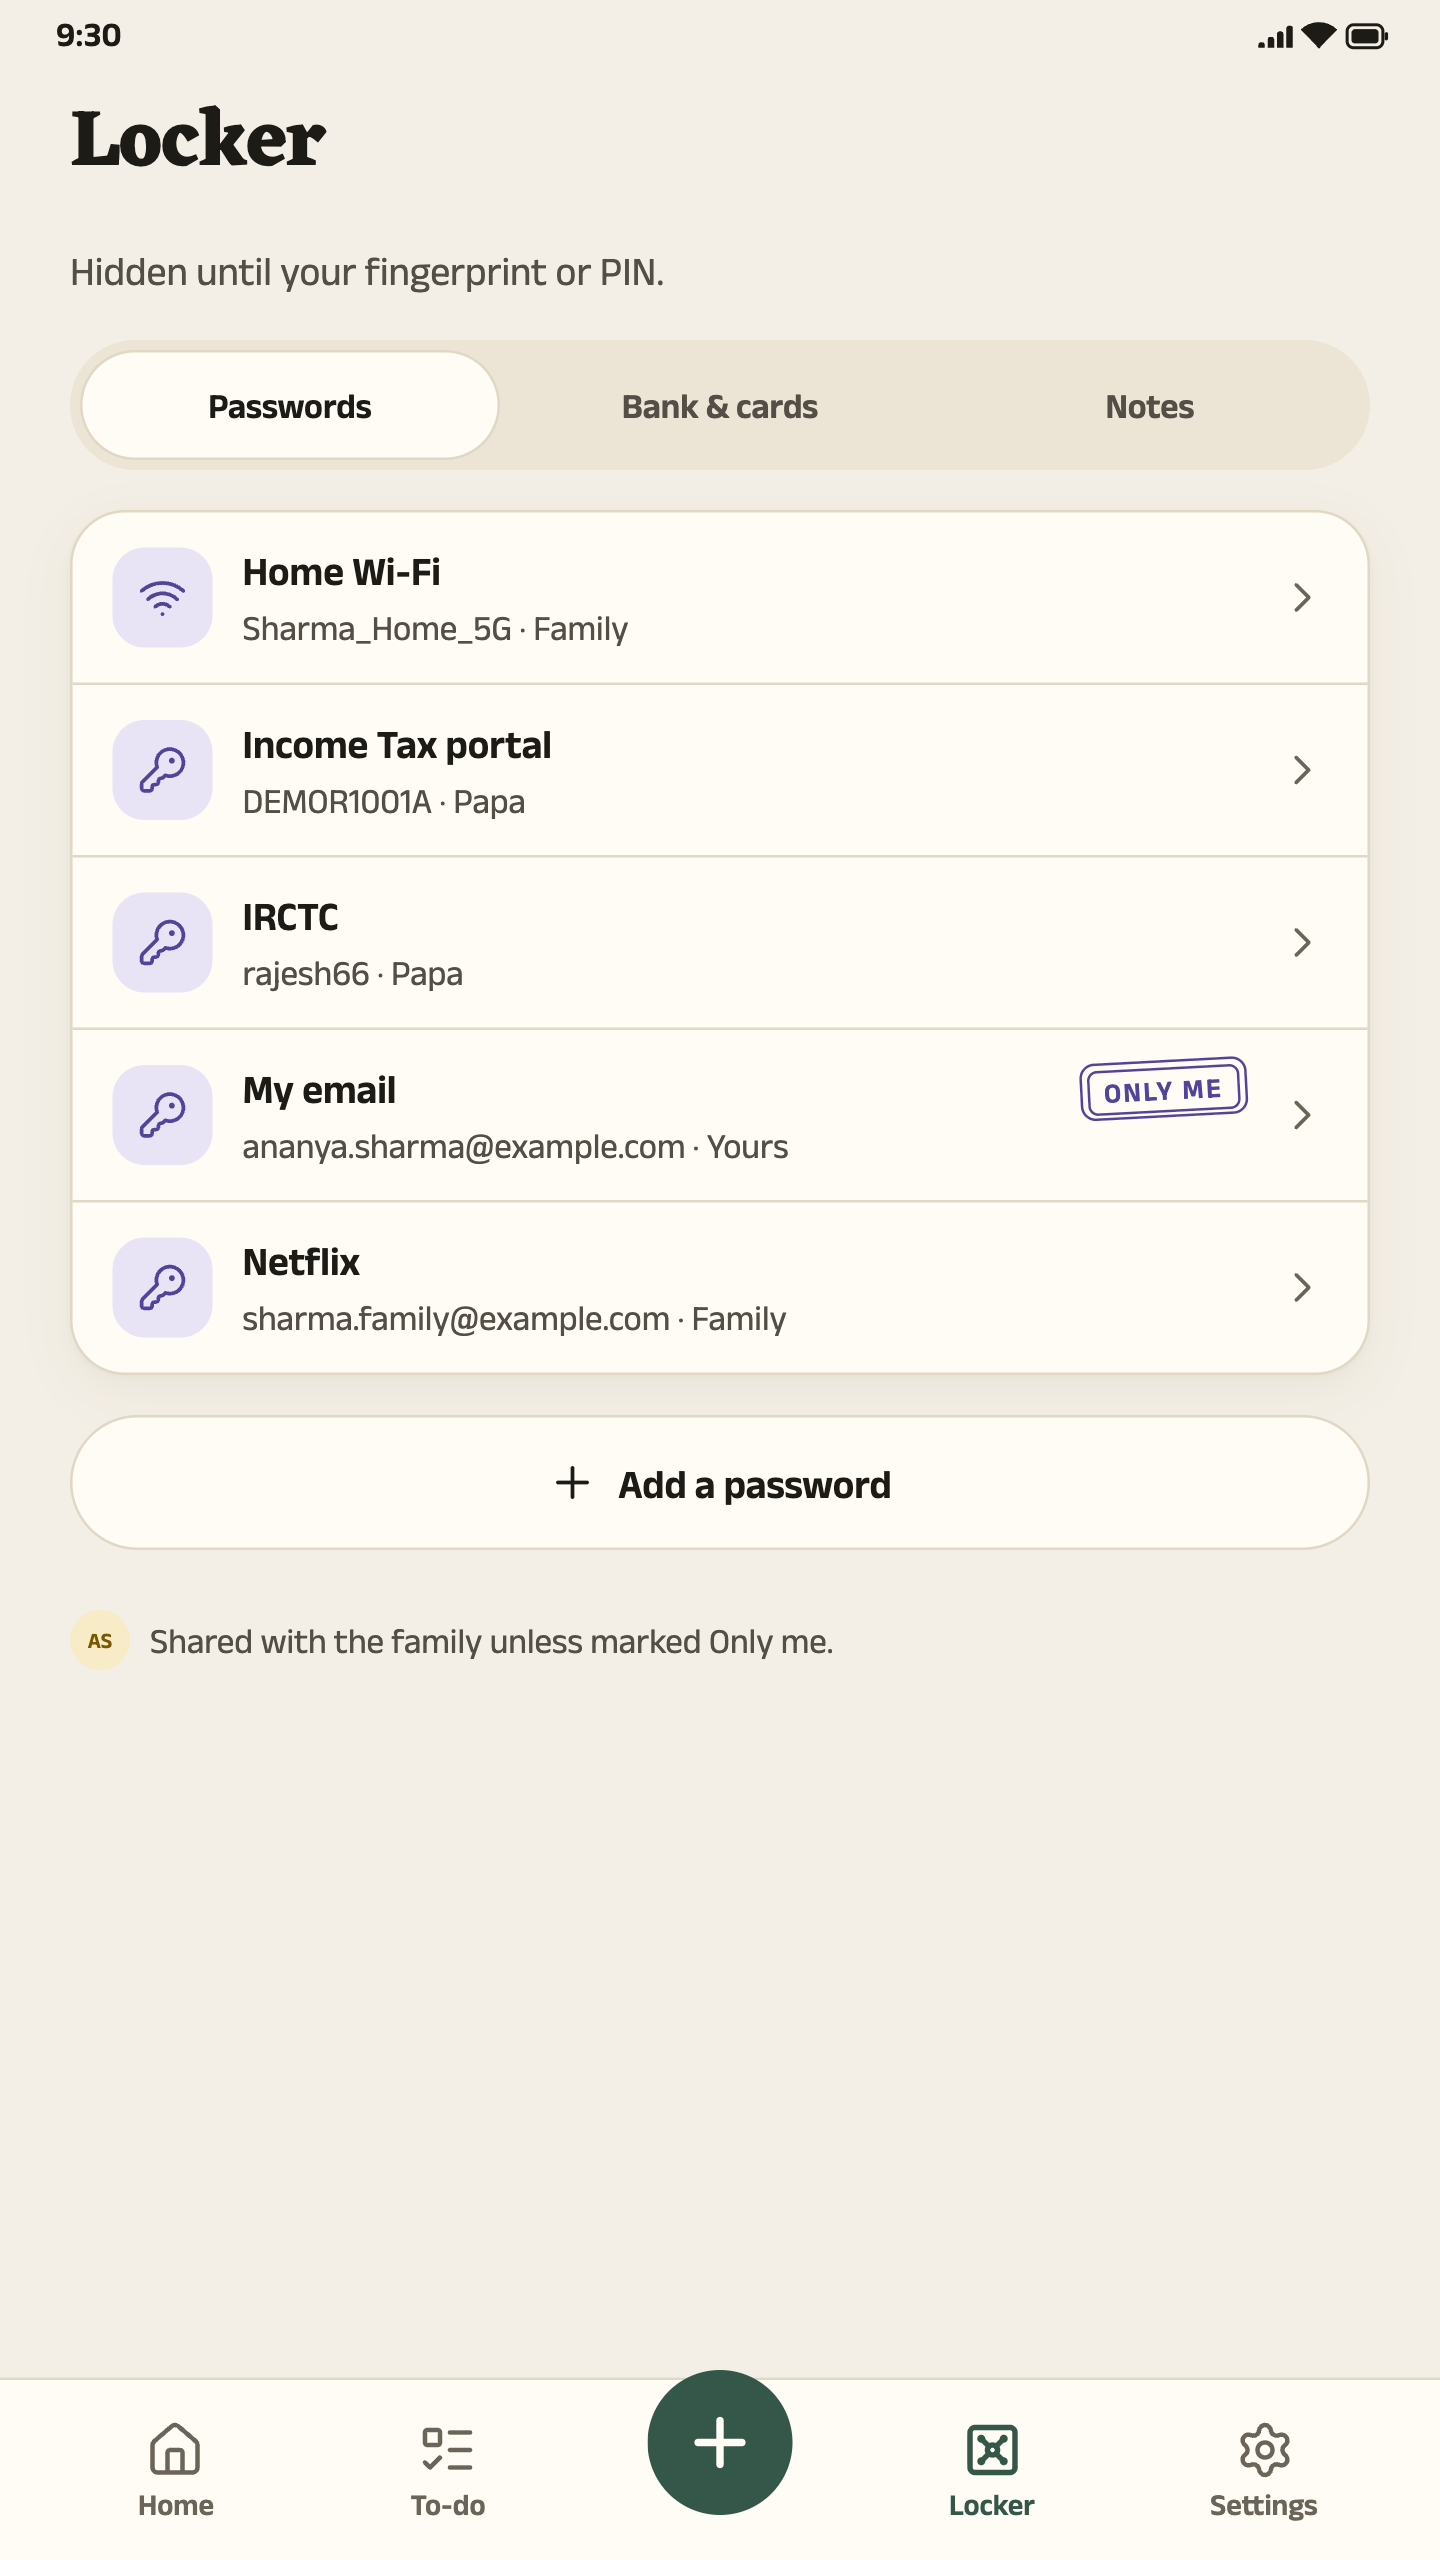 9:30
Locker
Hidden until your fingerprint or PIN.
Passwords
Bank & cards
Notes
Home Wi-Fi
Sharma_Home_5G · Family
Income Tax portal
DEMOR1001A · Papa
IRCTC
rajesh66 · Papa
My email
ONLY ME
ananya.sharma@example.com · Yours
Netflix
sharma.family@example.com · Family
Add a password
AS Shared with the family unless marked Only me.
Home
To-do
Locker
Settings